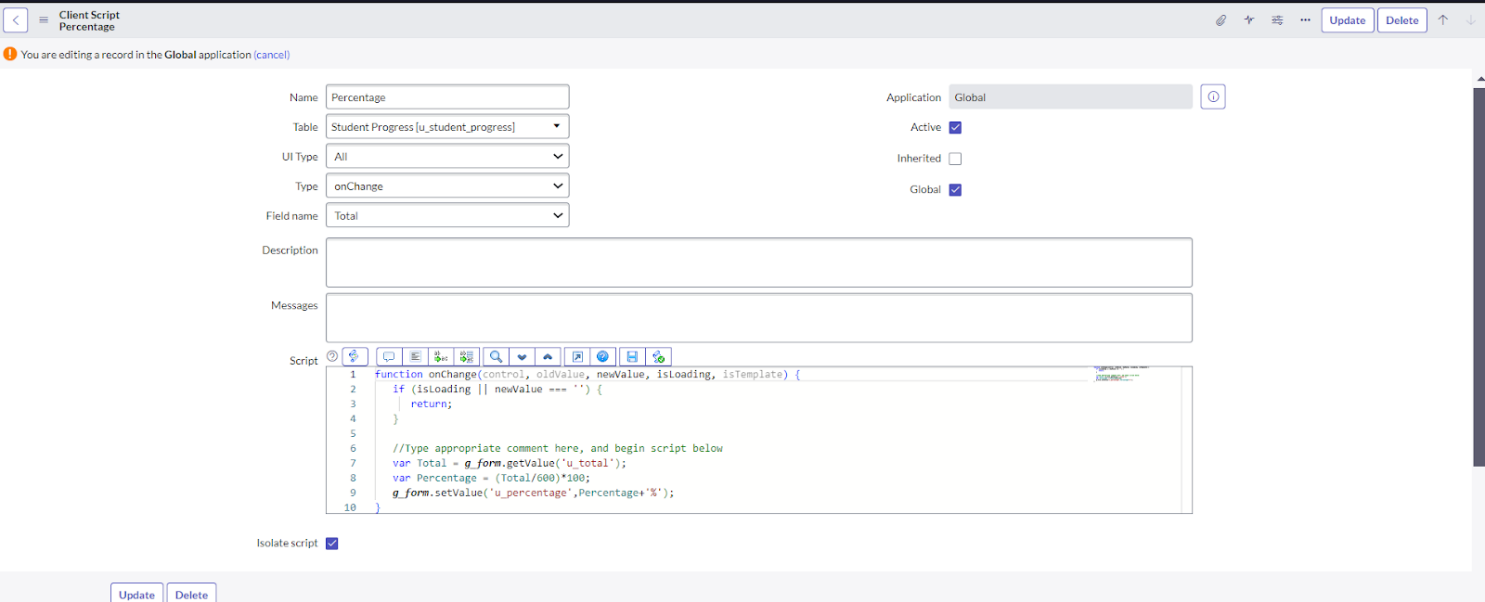 Client Script
Percentage
Update Delete
You are editing a record in the Global application (cancel)
Name Percentage
Application Global
Table Student Progress [u_student_progress]
Active
UI Type All
Inherited
Type onChange
Global
Field name Total
Description
Messages
Script
1 function onChange(control, oldValue, newValue, isLoading, isTemplate) {
2 if (isLoading || newValue === '') {
3 return;
4 }
5
6 //Type appropriate comment here, and begin script below
7 var Total = g_form.getValue('u_total');
8 var Percentage = (Total/600)*100;
9 g_form.setValue('u_percentage',Percentage+'%');
10 }
Isolate script
Update Delete